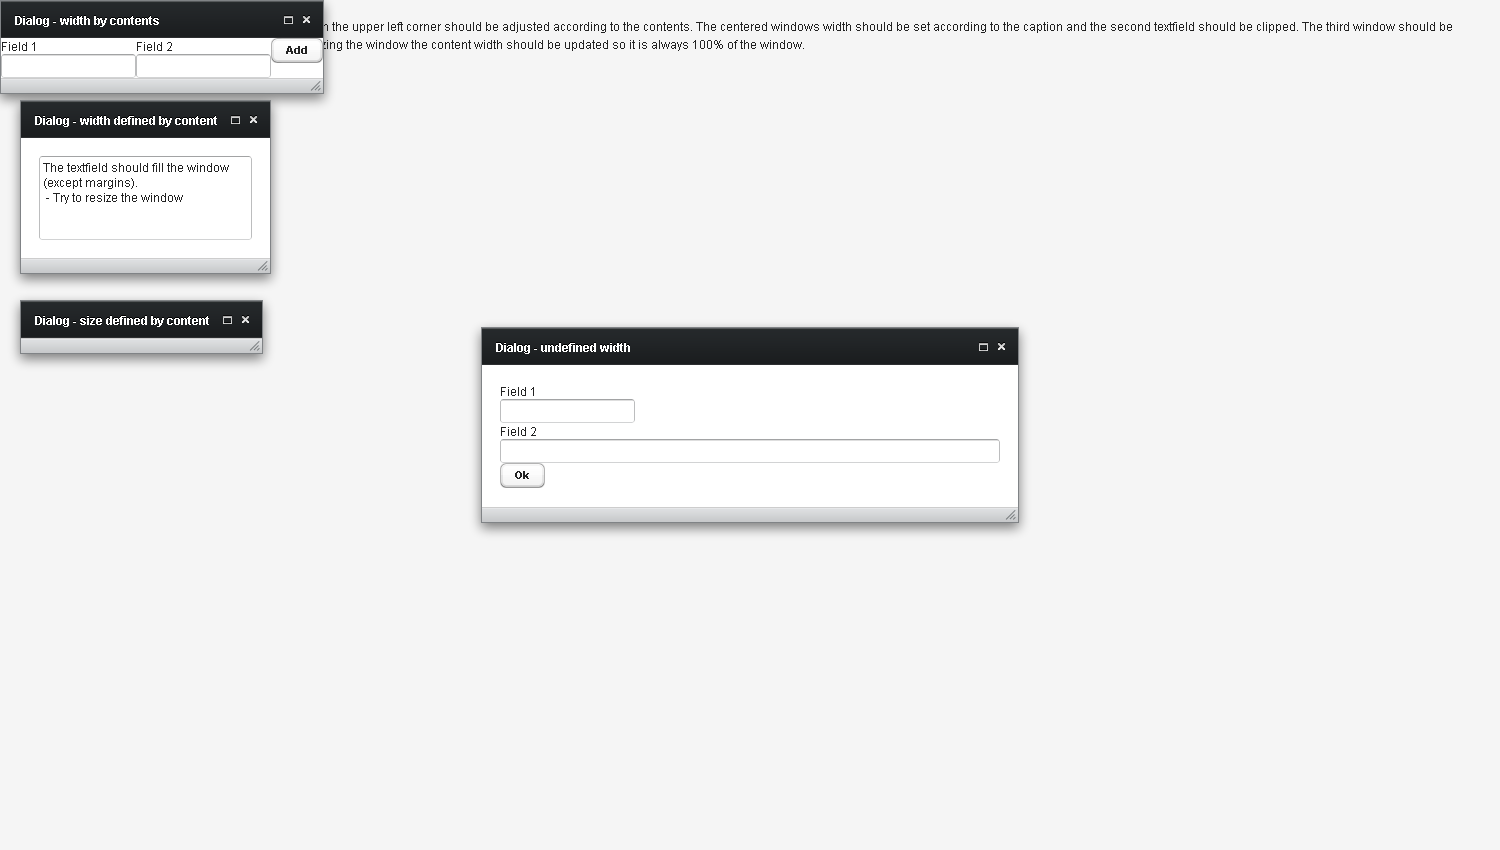 Dialog - width by contents
n the upper left corner should be adjusted according to the contents. The centered windows width should be set according to the caption and the second textfield should be clipped. The third window should be
Field 1 Field 2 Add
zing the window the content width should be updated so it is always 100% of the window.
Dialog - width defined by content
The textfield should fill the window
(except margins).
- Try to resize the window
Dialog - size defined by content
Dialog - undefined width
Field 1
Field 2
Ok